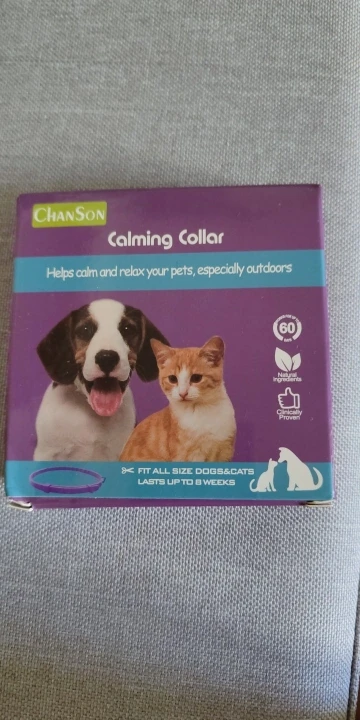 CHANSON
Calming Collar
Helps calm and relax your pets, especially outdoors
60
Natural
Ingredients
Clinically
Proven
FIT ALL SIZE DOGS&CATS
LASTS UP TO 8 WEEKS